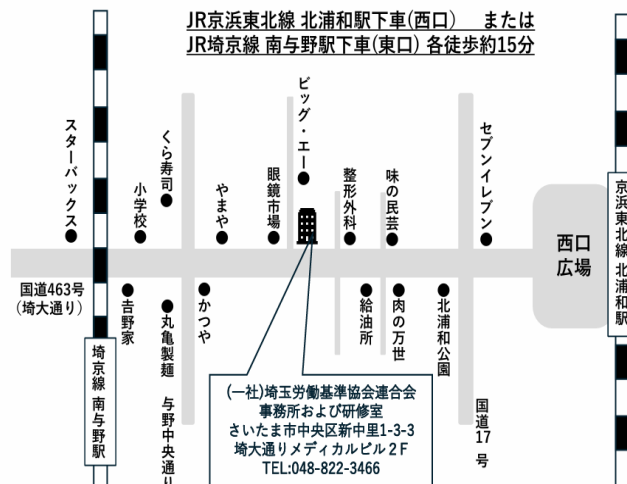 JR京浜東北線 北浦和駅下車(西口)　または
JR埼京線 南与野駅下車(東口) 各徒歩約15分
スターバックス
小学校
くら寿司
やまや
眼鏡市場
ビッグ・エー
整形外科
味の民芸
セブンイレブン
西口
広場
京浜東北線 北浦和駅
国道463号
(埼大通り)
吉野家
丸亀製麺
かつや
給油所
肉の万世
北浦和公園
埼京線 南与野駅
与野中央通り
国道17号
(一社)埼玉労働基準協会連合会
事務所および研修室
さいたま市中央区新中里1-3-3
埼大通りメディカルビル2F
TEL:048-822-3466